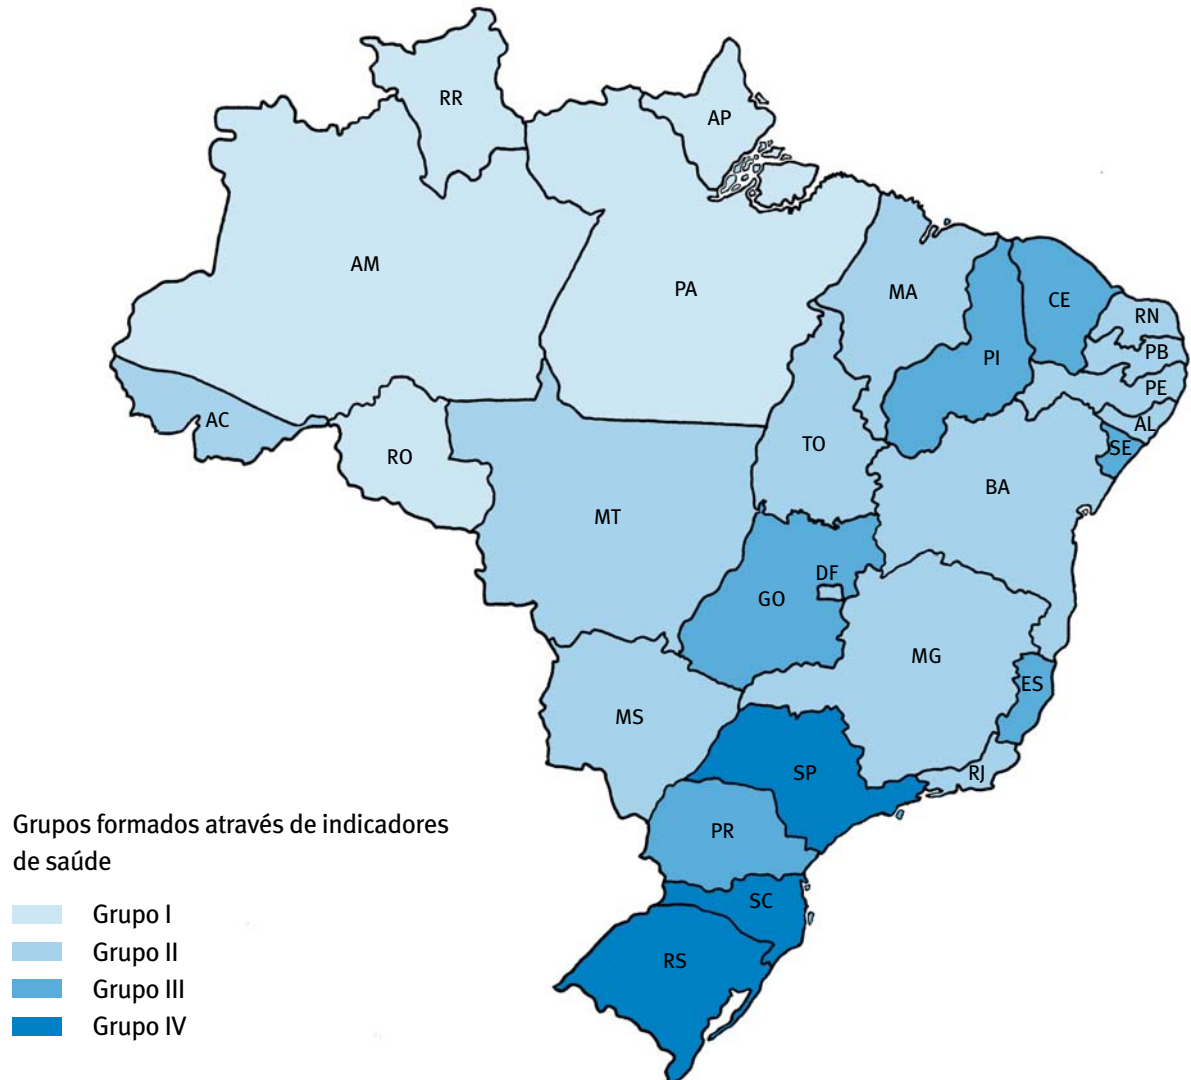 RR
AP
AM
PA
MA
CE
RN
PI
PB
PE
AC
AL
TO
SE
RO
BA
MT
DF
GO
MG
ES
MS
SP
RJ
PR
SC
RS
Grupos formados através de indicadores
de saúde
Grupo I
Grupo II
Grupo III
Grupo IV